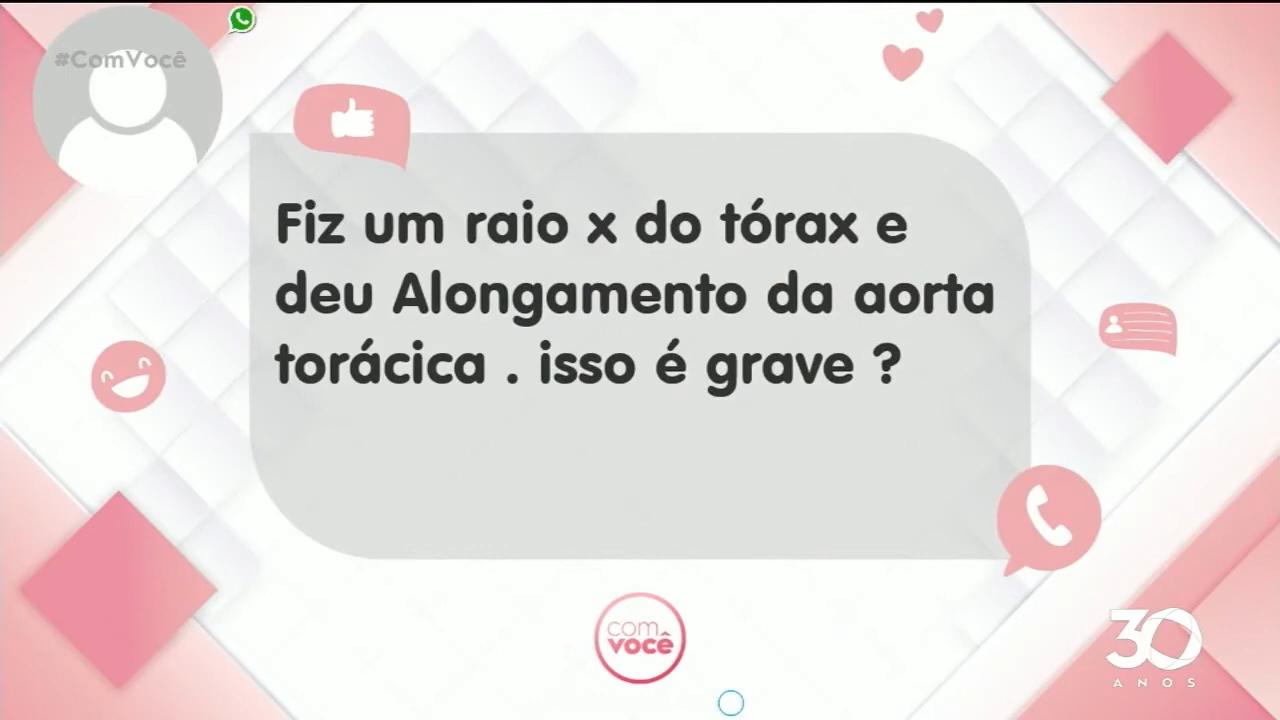 #ComVocê
Fiz um raio x do tórax e
deu Alongamento da aorta
torácica . isso é grave ?
com
você
30
ANOS